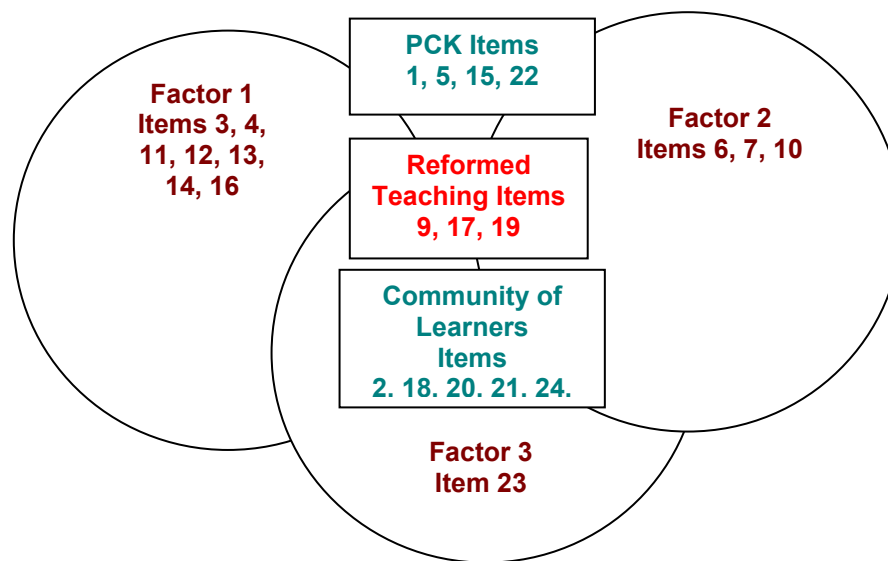 PCK Items
1, 5, 15, 22
Factor 1
Items 3, 4,
11, 12, 13,
14, 16
Factor 2
Items 6, 7, 10
Reformed
Teaching Items
9, 17, 19
Community of
Learners
Items
2. 18. 20. 21. 24.
Factor 3
Item 23